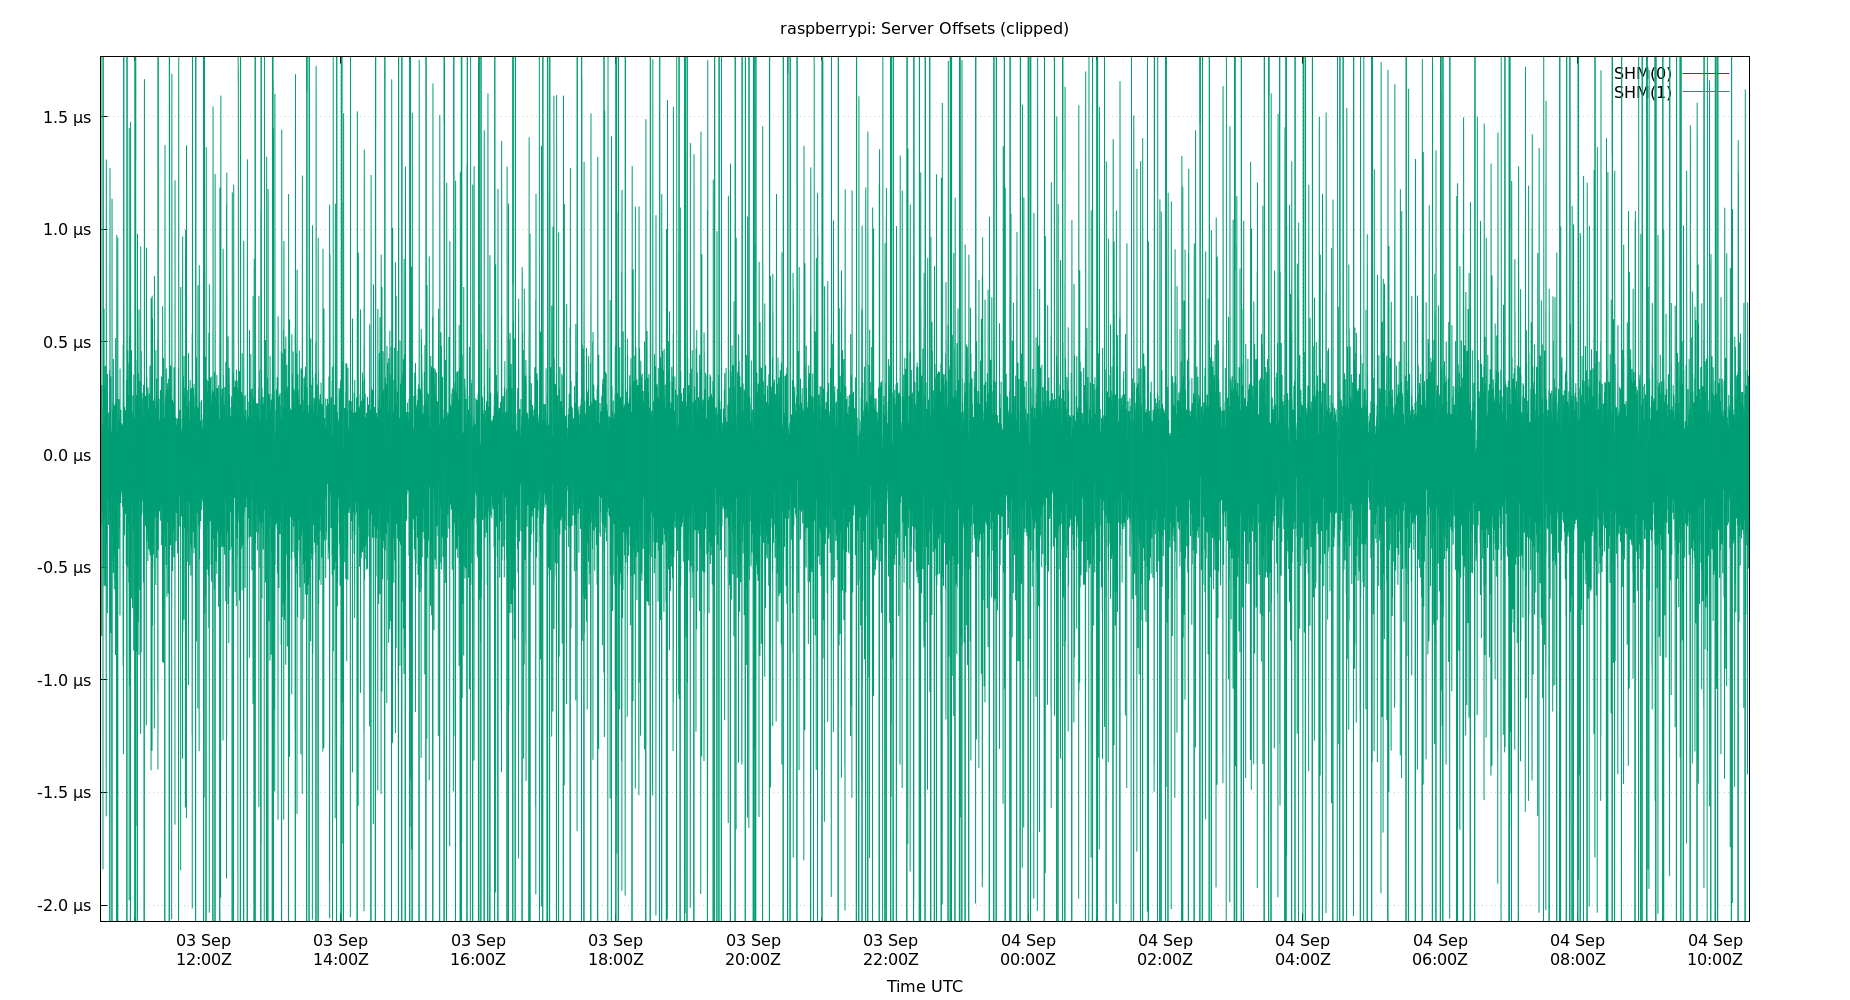 raspberrypi: Server Offsets (clipped)
SHM(0)
SHM(1)
1.5 µs
1.0 µs
0.5 µs
0.0 µs
-0.5 µs
-1.0 µs
-1.5 µs
-2.0 µs
03 Sep 03 Sep 03 Sep 03 Sep 03 Sep 03 Sep 04 Sep 04 Sep 04 Sep 04 Sep 04 Sep 04 Sep
12:00Z 14:00Z 16:00Z 18:00Z 20:00Z 22:00Z 00:00Z 02:00Z 04:00Z 06:00Z 08:00Z 10:00Z
Time UTC